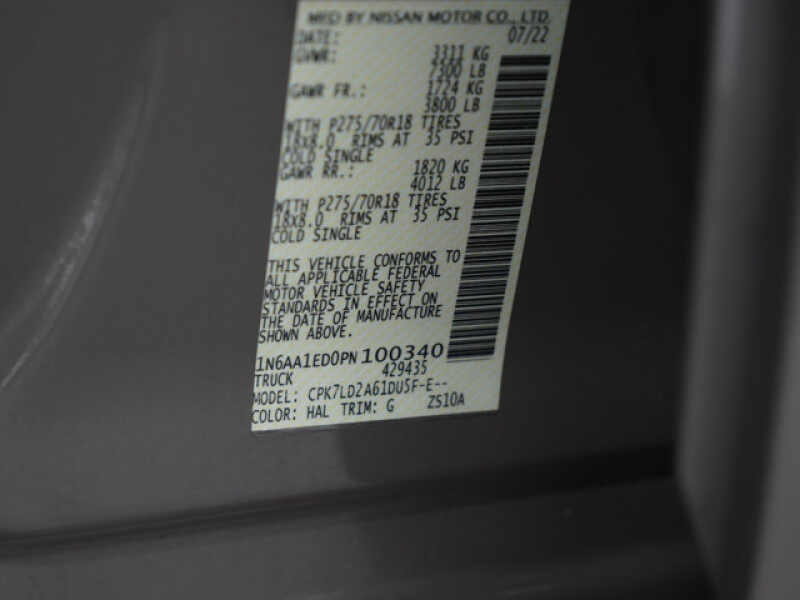 MFD BY NISSAN MOTOR CO., LTD.
DATE: 07/22
GVWR: 3311 KG
7300 LB
GAWR FR.: 1724 KG
3800 LB
WITH P275/70R18 TIRES
18x8.0 RIMS AT 35 PSI
COLD SINGLE
GAWR RR.: 1820 KG
4012 LB
WITH P275/70R18 TIRES
18x8.0 RIMS AT 35 PSI
COLD SINGLE
THIS VEHICLE CONFORMS TO
ALL APPLICABLE FEDERAL
MOTOR VEHICLE SAFETY
STANDARDS IN EFFECT ON
THE DATE OF MANUFACTURE
SHOWN ABOVE.
1N6AA1ED0PN100340
TRUCK 429435
MODEL: CPK7LD2A61DU5F-E--
COLOR: HAL TRIM: G ZS10A